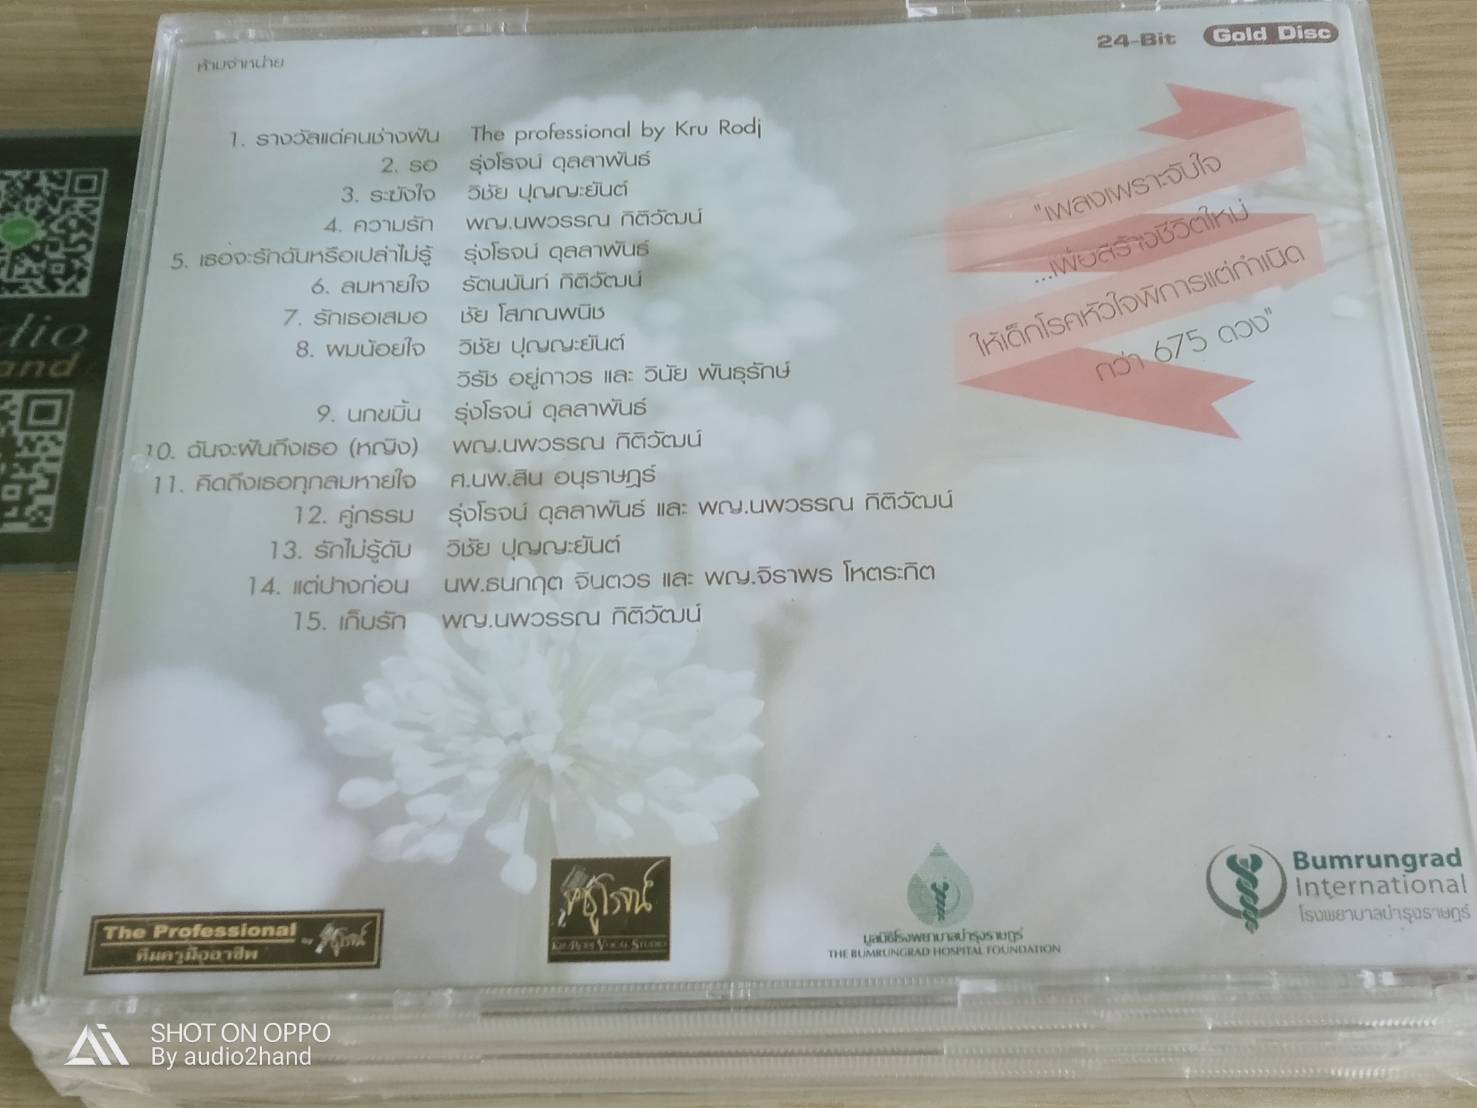 ห้ามจำหน่าย
24-Bit Gold Disc
1. รางวัลแด่คนช่างฝัน The professional by Kru Rodj
2. รอ รุ่งโรจน์ ดุลลาพันธ์
3. ระฆังใจ วิชัย ปุญญะยันต์
4. ความรัก พญ.นพวรรณ กิติวัฒน์
5. เธอจะรักฉันหรือเปล่าไม่รู้ รุ่งโรจน์ ดุลลาพันธ์
6. ลมหายใจ รัตนนันท์ กิติวัฒน์
7. รักเธอเสมอ ชัย โสภณพนิช
8. ผมน้อยใจ วิชัย ปุญญะยันต์
วิรัช อยู่ถาวร และ วินัย พันธุรักษ์
9. นกขมิ้น รุ่งโรจน์ ดุลลาพันธ์
10. ฉันจะฝันถึงเธอ (หญิง) พญ.นพวรรณ กิติวัฒน์
11. คิดถึงเธอทุกลมหายใจ ศ.นพ.สิน อนุราษฎร์
12. คู่กรรม รุ่งโรจน์ ดุลลาพันธ์ และ พญ.นพวรรณ กิติวัฒน์
13. รักไม่รู้ดับ วิชัย ปุญญะยันต์
14. แต่ปางก่อน นพ.ธนกฤต จินตวร และ พญ.จิราพร โหตระกิต
15. เก็บรัก พญ.นพวรรณ กิติวัฒน์
"เพลงเพราะจับใจ
...เพื่อสร้างชีวิตใหม่
ให้เด็กโรคหัวใจพิการแต่กำเนิด
กว่า 675 ดวง"
dio
and
The Professional by ครูโรจน์
ทีมครูมืออาชีพ
ครูโรจน์
KRU RODJ VOCAL STUDIO
มูลนิธิโรงพยาบาลบำรุงราษฎร์
THE BUMRUNGRAD HOSPITAL FOUNDATION
Bumrungrad
International
โรงพยาบาลบำรุงราษฎร์
SHOT ON OPPO
By audio2hand